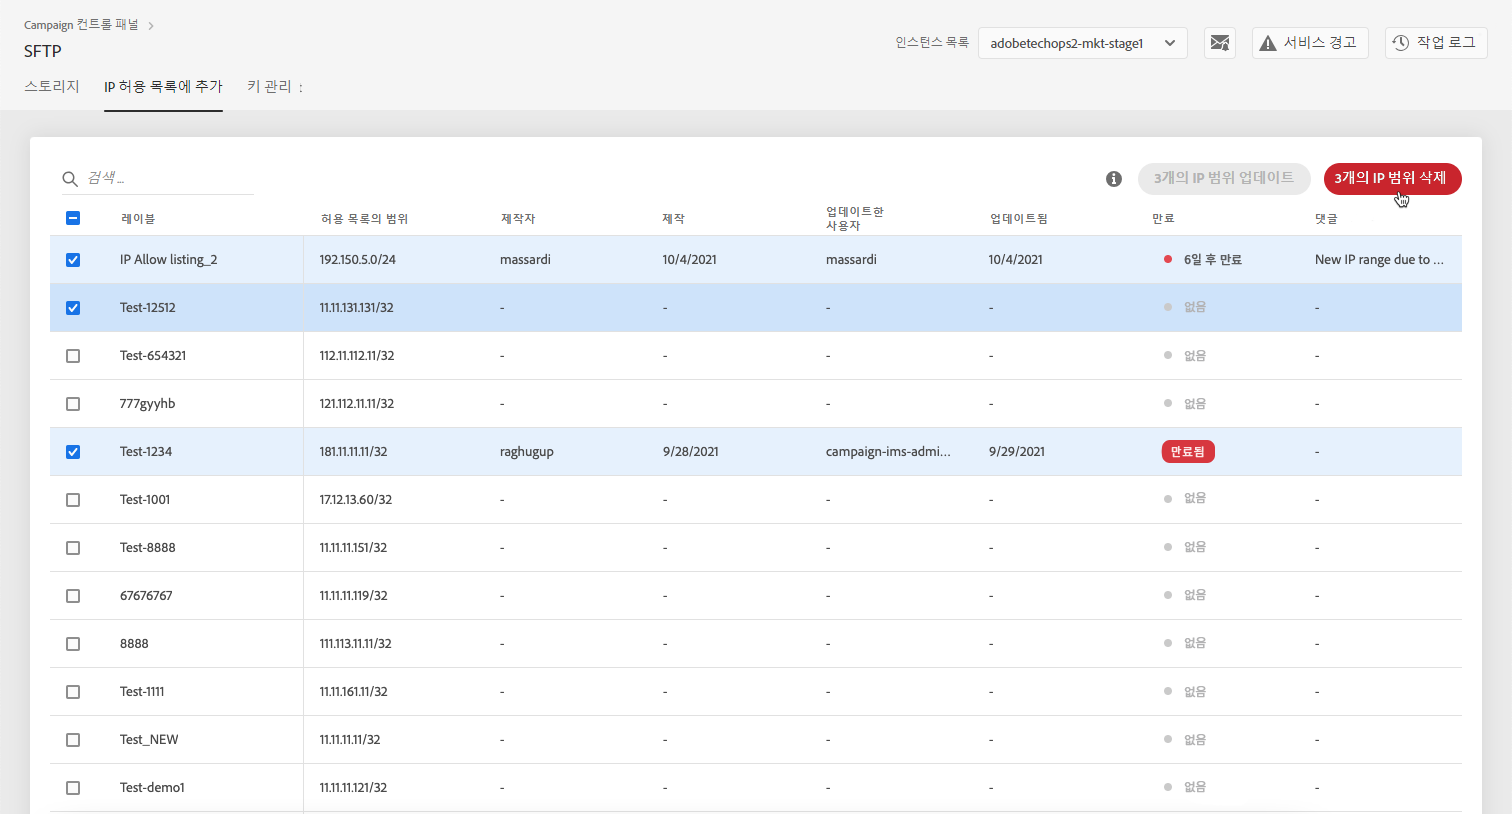 Campaign 컨트롤 패널
SFTP
인스턴스 목록 adobetechops2-mkt-stage1 서비스 경고 작업 로그
스토리지 IP 허용 목록에 추가 키 관리
검색... 3개의 IP 범위 업데이트 3개의 IP 범위 삭제
레이블 허용 목록의 범위 제작자 제작 업데이트한 사용자 업데이트됨 만료 댓글
IP Allow listing_2 192.150.5.0/24 massardi 10/4/2021 massardi 10/4/2021 6일 후 만료 New IP range due to ...
Test-12512 11.11.131.131/32 - - - - 없음 -
Test-654321 112.11.112.11/32 - - - - 없음 -
777gyyhb 121.112.11.11/32 - - - - 없음 -
Test-1234 181.11.11.11/32 raghugup 9/28/2021 campaign-ims-admi... 9/29/2021 만료됨 -
Test-1001 17.12.13.60/32 - - - - 없음 -
Test-8888 11.11.11.151/32 - - - - 없음 -
67676767 11.11.11.119/32 - - - - 없음 -
8888 111.113.11.11/32 - - - - 없음 -
Test-1111 11.11.161.11/32 - - - - 없음 -
Test_NEW 11.11.11.11/32 - - - - 없음 -
Test-demo1 11.11.11.121/32 - - - - 없음 -